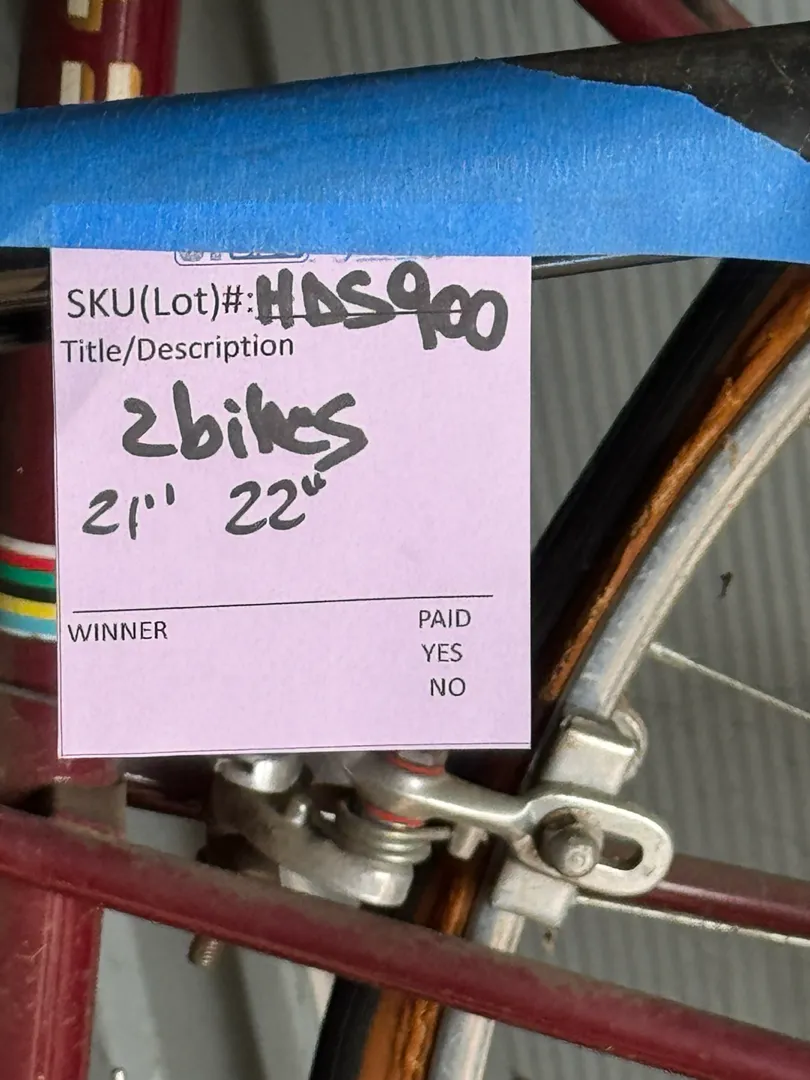 SKU(Lot)#:HDS900
Title/Description
2bikes
21" 22"
WINNER
PAID
YES
NO